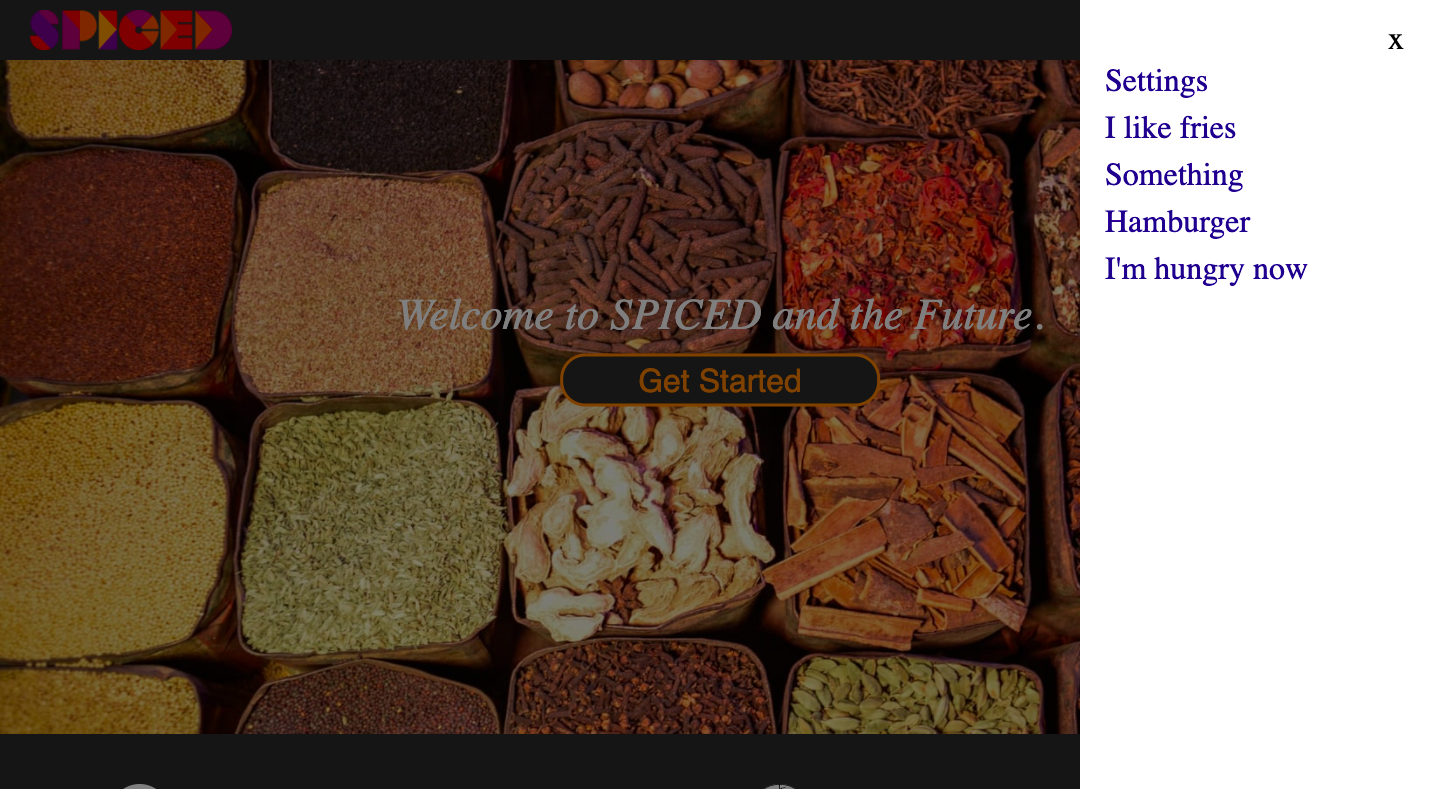 SPICED
X
Settings
I like fries
Something
Hamburger
I'm hungry now
Welcome to SPICED and the Future.
Get Started